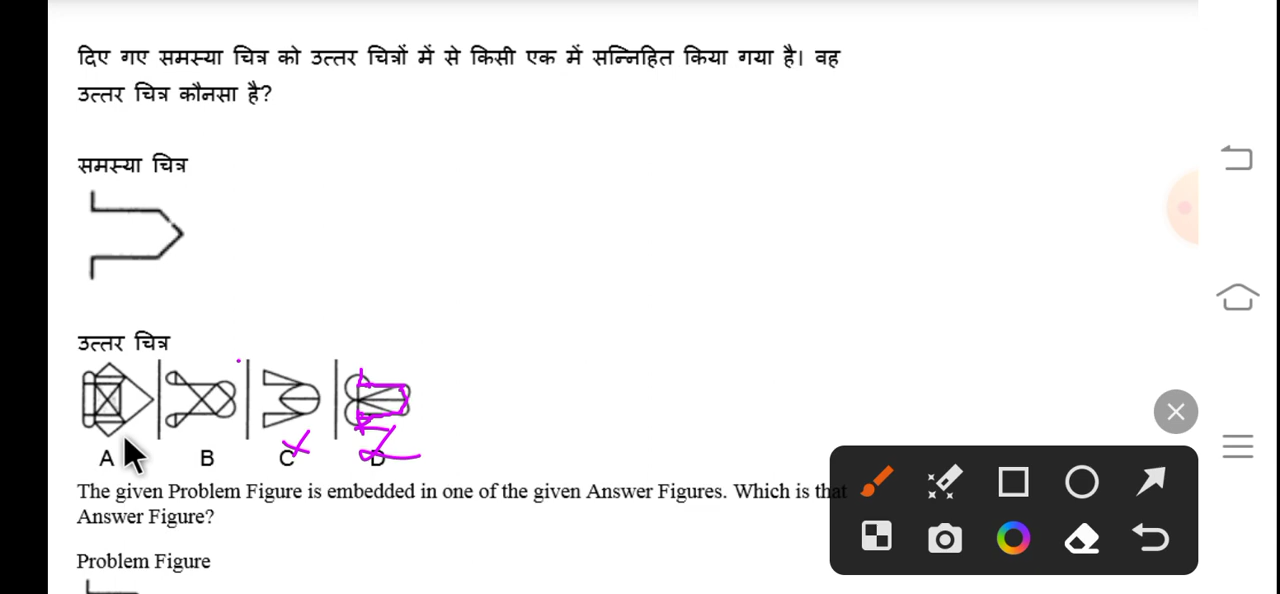 दिए गए समस्या चित्र को उत्तर चित्रों में से किसी एक में सन्निहित किया गया है। वह
उत्तर चित्र कौनसा है?
समस्या चित्र
उत्तर चित्र
A B C D
The given Problem Figure is embedded in one of the given Answer Figures. Which is that
Answer Figure?
Problem Figure